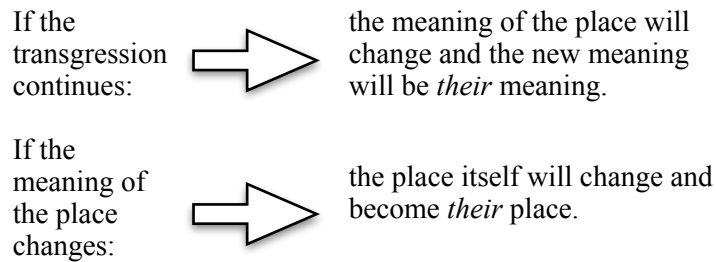 If the
transgression
continues:
the meaning of the place will
change and the new meaning
will be their meaning.
If the
meaning of
the place
changes:
the place itself will change and
become their place.